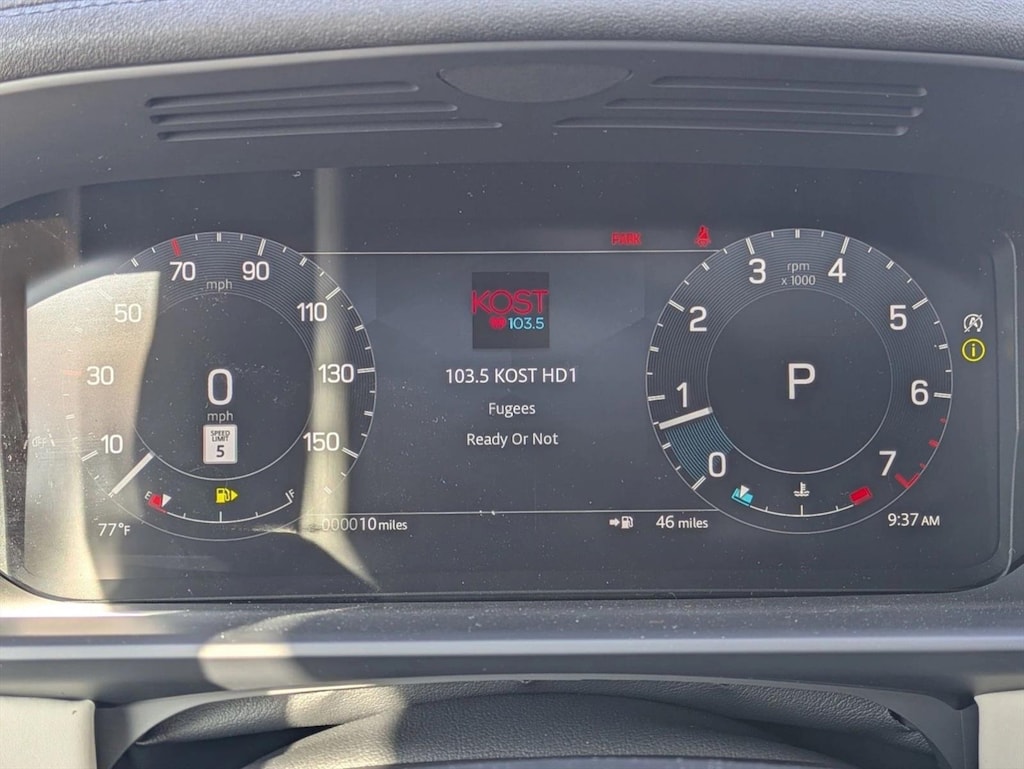 PARK
70
90
mph
50
110
30
130
0
mph
SPEED
LIMIT
5
10
150
E
F
77°F
000010 miles
KOST
103.5
103.5 KOST HD1
Fugees
Ready Or Not
46 miles
3
rpm
x 1000
4
2
5
1
P
6
0
7
A
i
9:37 AM